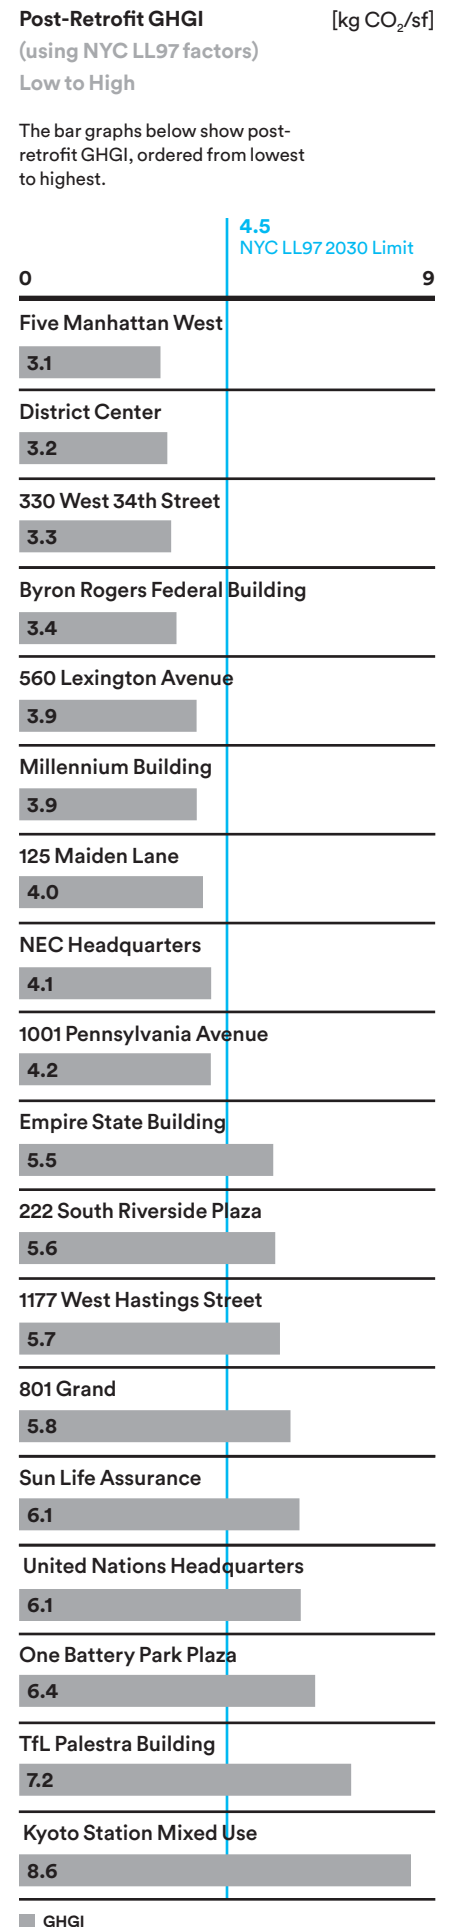 Post-Retrofit GHGI [kg CO₂/sf]
(using NYC LL97 factors)
Low to High
The bar graphs below show post-
retrofit GHGI, ordered from lowest
to highest.
4.5
NYC LL97 2030 Limit
0 9
Five Manhattan West
3.1
District Center
3.2
330 West 34th Street
3.3
Byron Rogers Federal Building
3.4
560 Lexington Avenue
3.9
Millennium Building
3.9
125 Maiden Lane
4.0
NEC Headquarters
4.1
1001 Pennsylvania Avenue
4.2
Empire State Building
5.5
222 South Riverside Plaza
5.6
1177 West Hastings Street
5.7
801 Grand
5.8
Sun Life Assurance
6.1
United Nations Headquarters
6.1
One Battery Park Plaza
6.4
TfL Palestra Building
7.2
Kyoto Station Mixed Use
8.6
GHGI